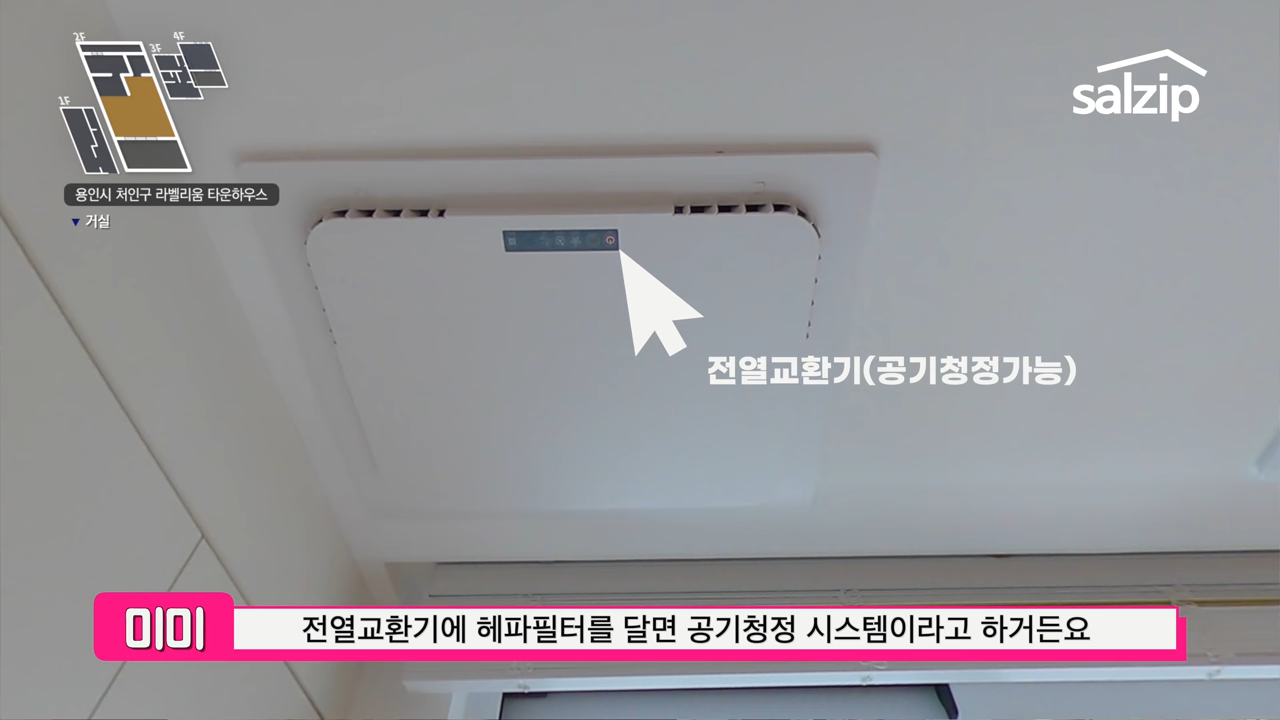 2F
3F
4F
1F
salzip
용인시 처인구 라벨리움 타운하우스
▼ 거실
전열교환기(공기청정가능)
이미 전열교환기에 헤파필터를 달면 공기청정 시스템이라고 하거든요